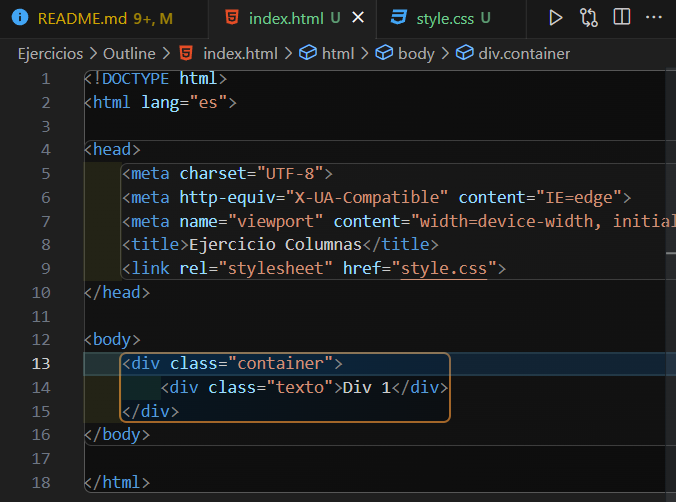 README.md 9+, M index.html U style.css U
Ejercicios > Outline > index.html > html > body > div.container
1 <!DOCTYPE html>
2 <html lang="es">
3
4 <head>
5 <meta charset="UTF-8">
6 <meta http-equiv="X-UA-Compatible" content="IE=edge">
7 <meta name="viewport" content="width=device-width, initial
8 <title>Ejercicio Columnas</title>
9 <link rel="stylesheet" href="style.css">
10 </head>
11
12 <body>
13 <div class="container">
14 <div class="texto">Div 1</div>
15 </div>
16 </body>
17
18 </html>